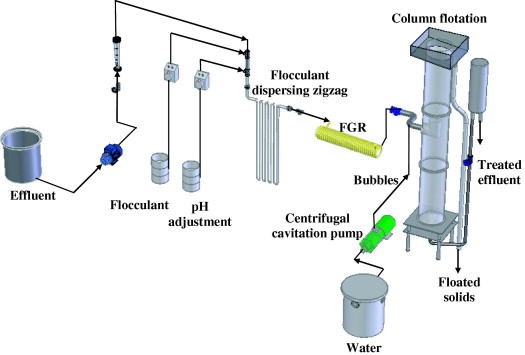 Column flotation
Flocculant
dispersing zigzag
FGR
Treated
effluent
Bubbles
Effluent
Flocculant
pH
adjustment
Centrifugal
cavitation pump
Floated
solids
Water